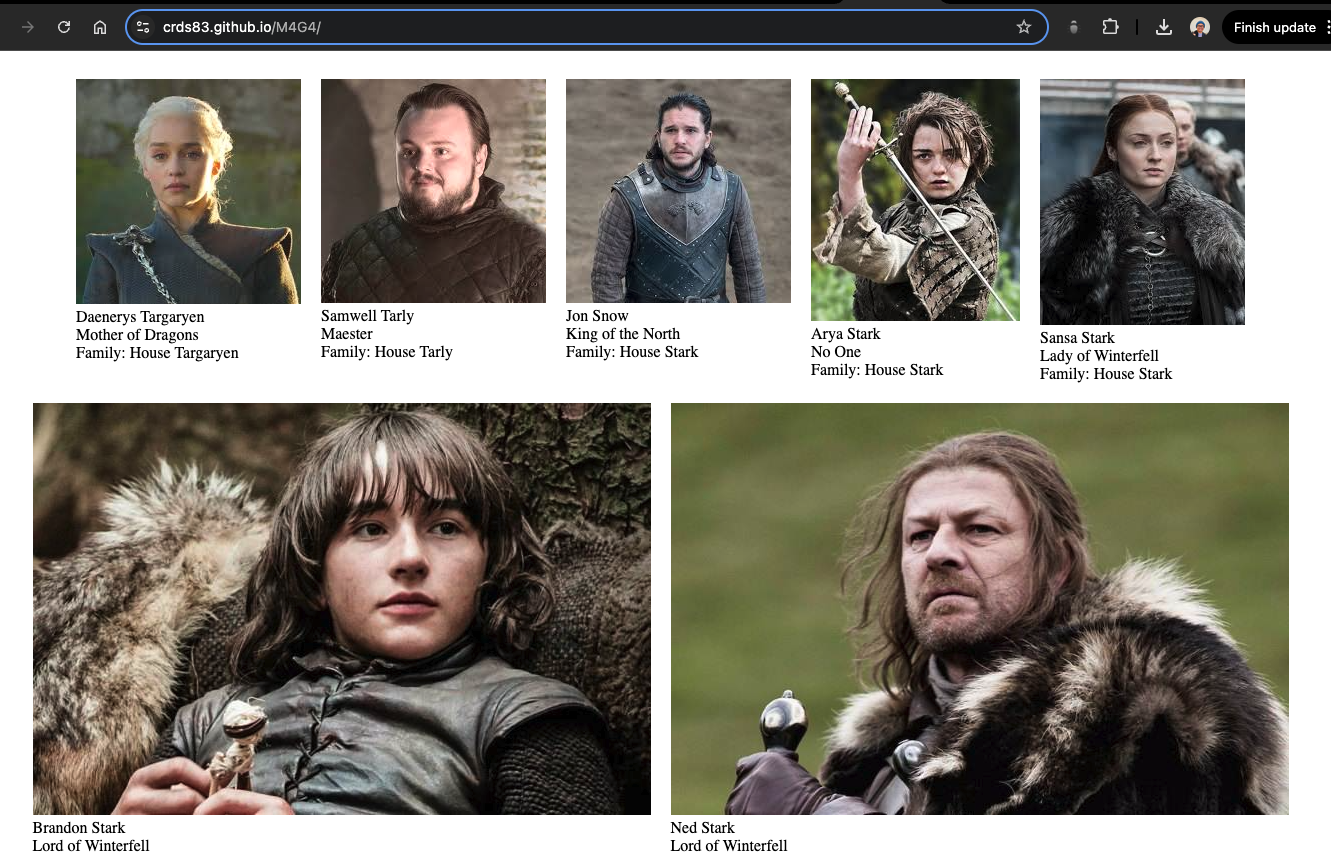 crds83.github.io/M4G4/
Finish update
Daenerys Targaryen
Mother of Dragons
Family: House Targaryen
Samwell Tarly
Maester
Family: House Tarly
Jon Snow
King of the North
Family: House Stark
Arya Stark
No One
Family: House Stark
Sansa Stark
Lady of Winterfell
Family: House Stark
Brandon Stark
Lord of Winterfell
Ned Stark
Lord of Winterfell